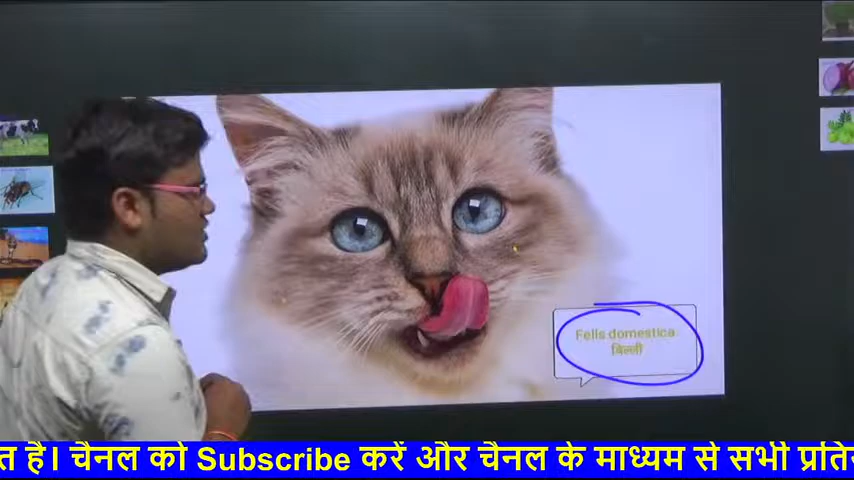 Felis domestica
बिल्ली
त है। चैनल को Subscribe करें और चैनल के माध्यम से सभी प्रति